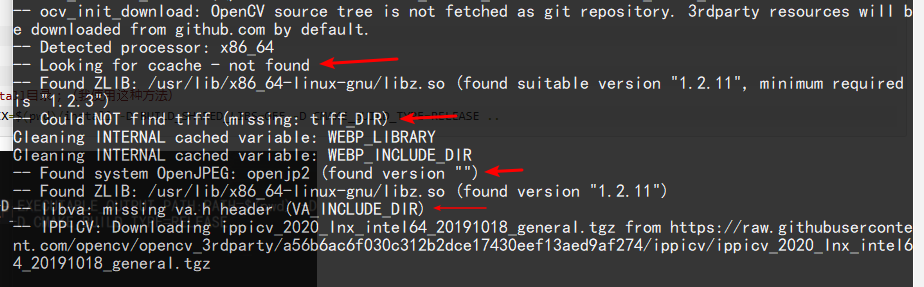 -- ocv_init_download: OpenCV source tree is not fetched as git repository. 3rdparty resources will b
e downloaded from github.com by default.
-- Detected processor: x86_64
-- Looking for ccache - not found
-- Found ZLIB: /usr/lib/x86_64-linux-gnu/libz.so (found suitable version "1.2.11", minimum required
is "1.2.3")
-- Could NOT find tiff (missing: tiff_DIR)
Cleaning INTERNAL cached variable: WEBP_LIBRARY
Cleaning INTERNAL cached variable: WEBP_INCLUDE_DIR
-- Found system OpenJPEG: openjp2 (found version "")
-- Found ZLIB: /usr/lib/x86_64-linux-gnu/libz.so (found version "1.2.11")
-- libva: missing va.h header (VA_INCLUDE_DIR)
-- IPPICV: Downloading ippicv_2020_lnx_intel64_20191018_general.tgz from https://raw.githubuserconte
nt.com/opencv/opencv_3rdparty/a56b6ac6f030c312b2dce17430eef13aed9af274/ippicv/ippicv_2020_lnx_intel6
4_20191018_general.tgz